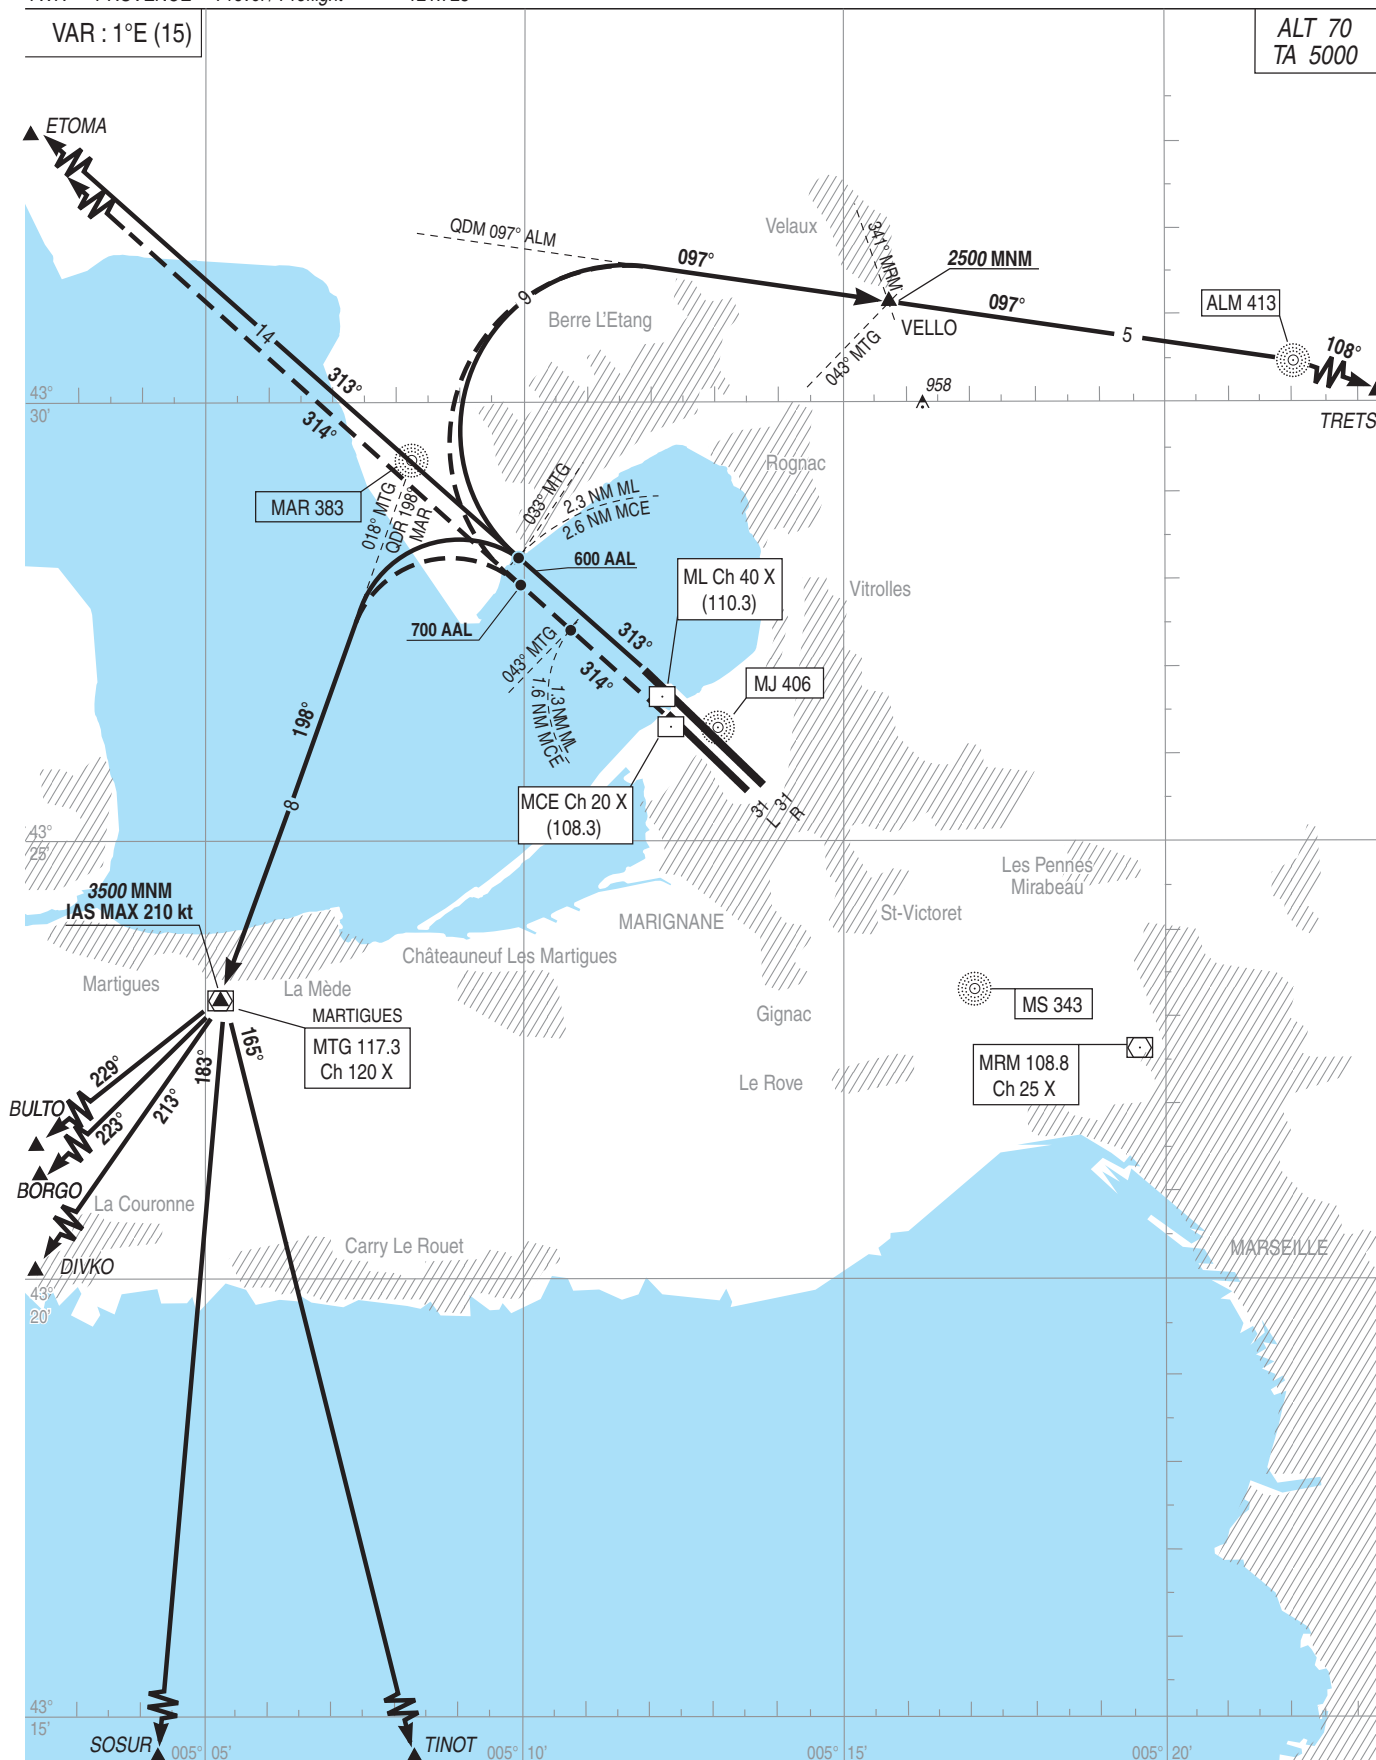 PROVENCE
VAR : 1°E (15)
ALT 70
TA 5000
ETOMA
QDM 097° ALM
Velaux
341° MRM
097°
2500 MNM
097°
ALM 413
9
VELLO
Berre L'Etang
14
313°
043° MTG
5
108°
43°
30'
958
TRETS
314°
Rognac
MAR 383
018° MTG
QDR 198°
MAR
033° MTG
2.3 NM ML
2.6 NM MCE
600 AAL
ML Ch 40 X
(110.3)
Vitrolles
700 AAL
313°
043° MTG
314°
MJ 406
1.3 NM ML
1.6 NM MCE
198°
8
MCE Ch 20 X
(108.3)
31
L
31
R
43°
25'
Les Pennes
Mirabeau
3500 MNM
IAS MAX 210 kt
St-Victoret
MARIGNANE
Châteauneuf Les Martigues
Martigues
La Mède
MS 343
MARTIGUES
Gignac
MTG 117.3
Ch 120 X
165°
183°
229°
MRM 108.8
Ch 25 X
Le Rove
BULTO
223°
213°
BORGO
La Couronne
Carry Le Rouet
MARSEILLE
DIVKO
43°
20'
43°
15'
SOSUR
005° 05'
TINOT
005° 10'
005° 15'
005° 20'